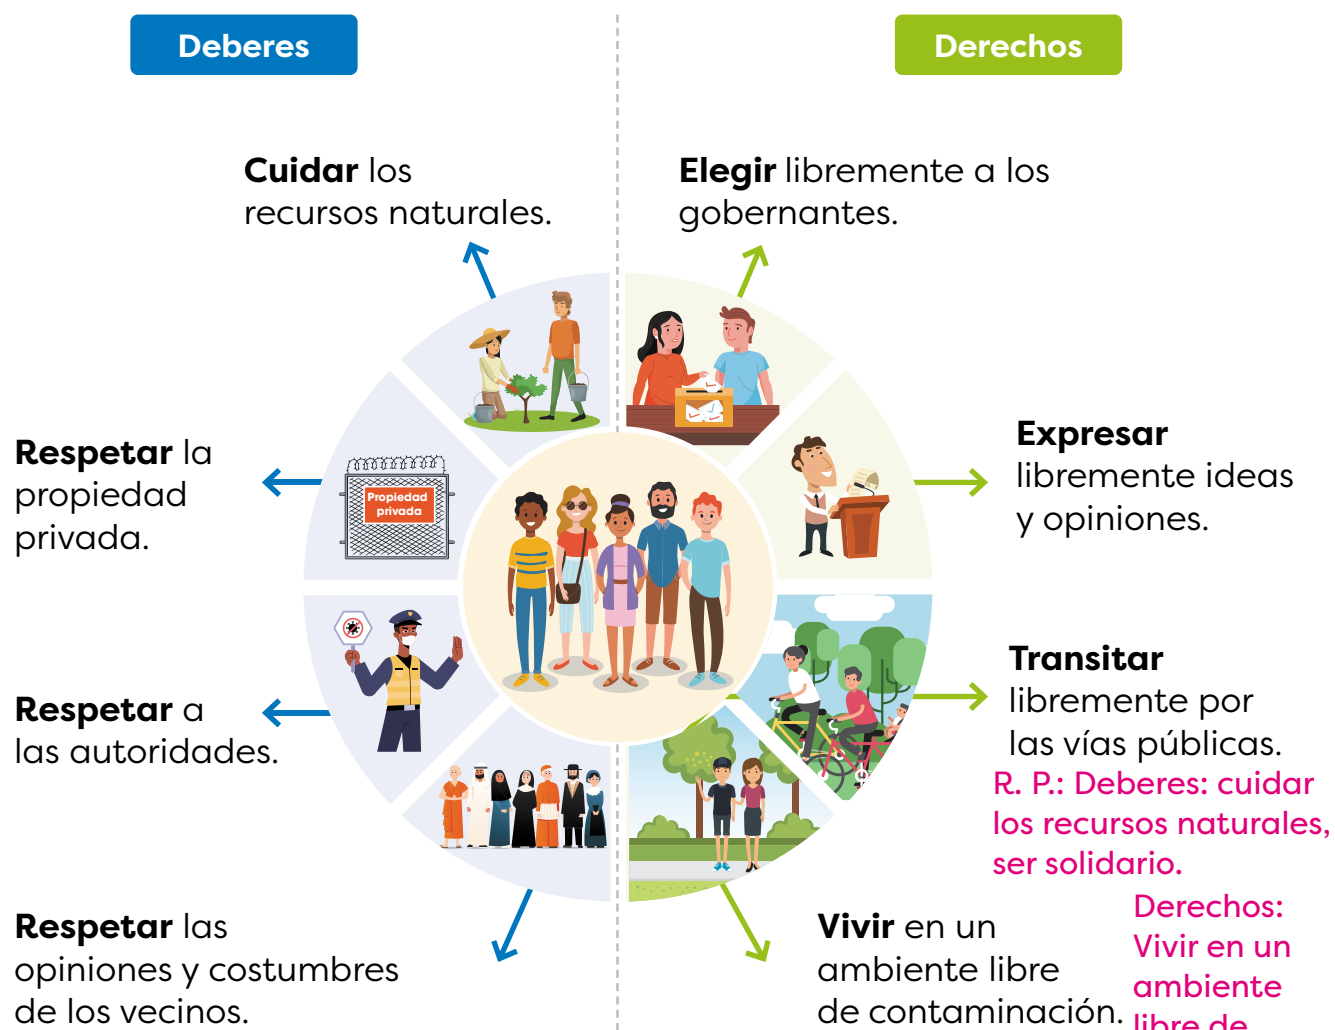 Deberes
Derechos
Cuidar los
recursos naturales.
Elegir libremente a los
gobernantes.
Respetar la
propiedad
privada.
Propiedad
privada
Expresar
libremente ideas
y opiniones.
Respetar a
las autoridades.
Transitar
libremente por
las vías públicas.
R. P.: Deberes: cuidar
los recursos naturales,
ser solidario.
Respetar las
opiniones y costumbres
de los vecinos.
Vivir en un
ambiente libre
de contaminación.
Derechos:
Vivir en un
ambiente
libre de